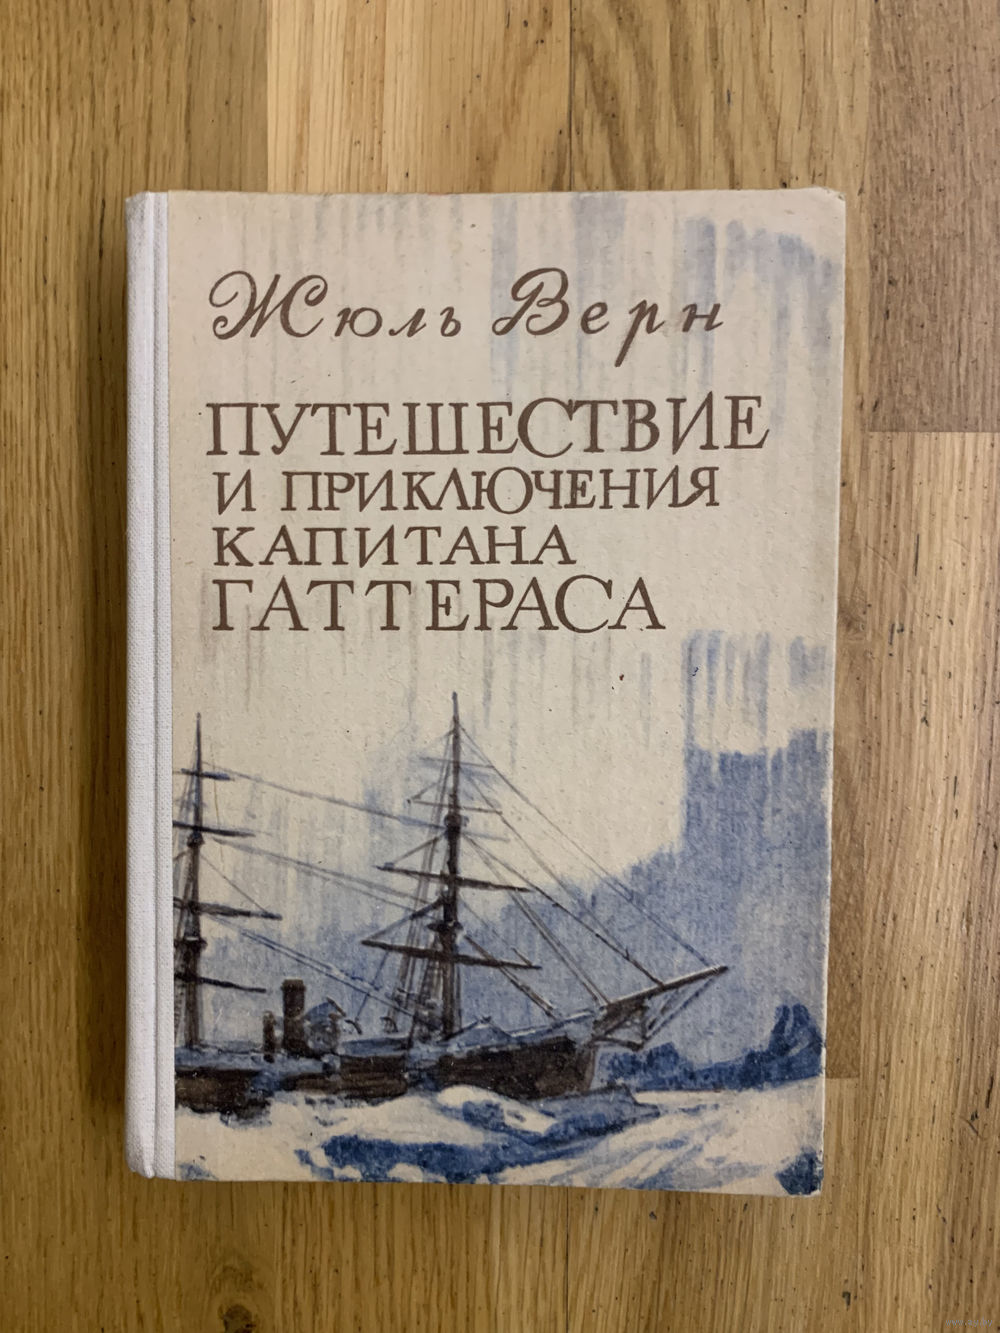 Жюль Верн
ПУТЕШЕСТВИЕ
И ПРИКЛЮЧЕНИЯ
КАПИТАНА
ГАТТЕРАСА